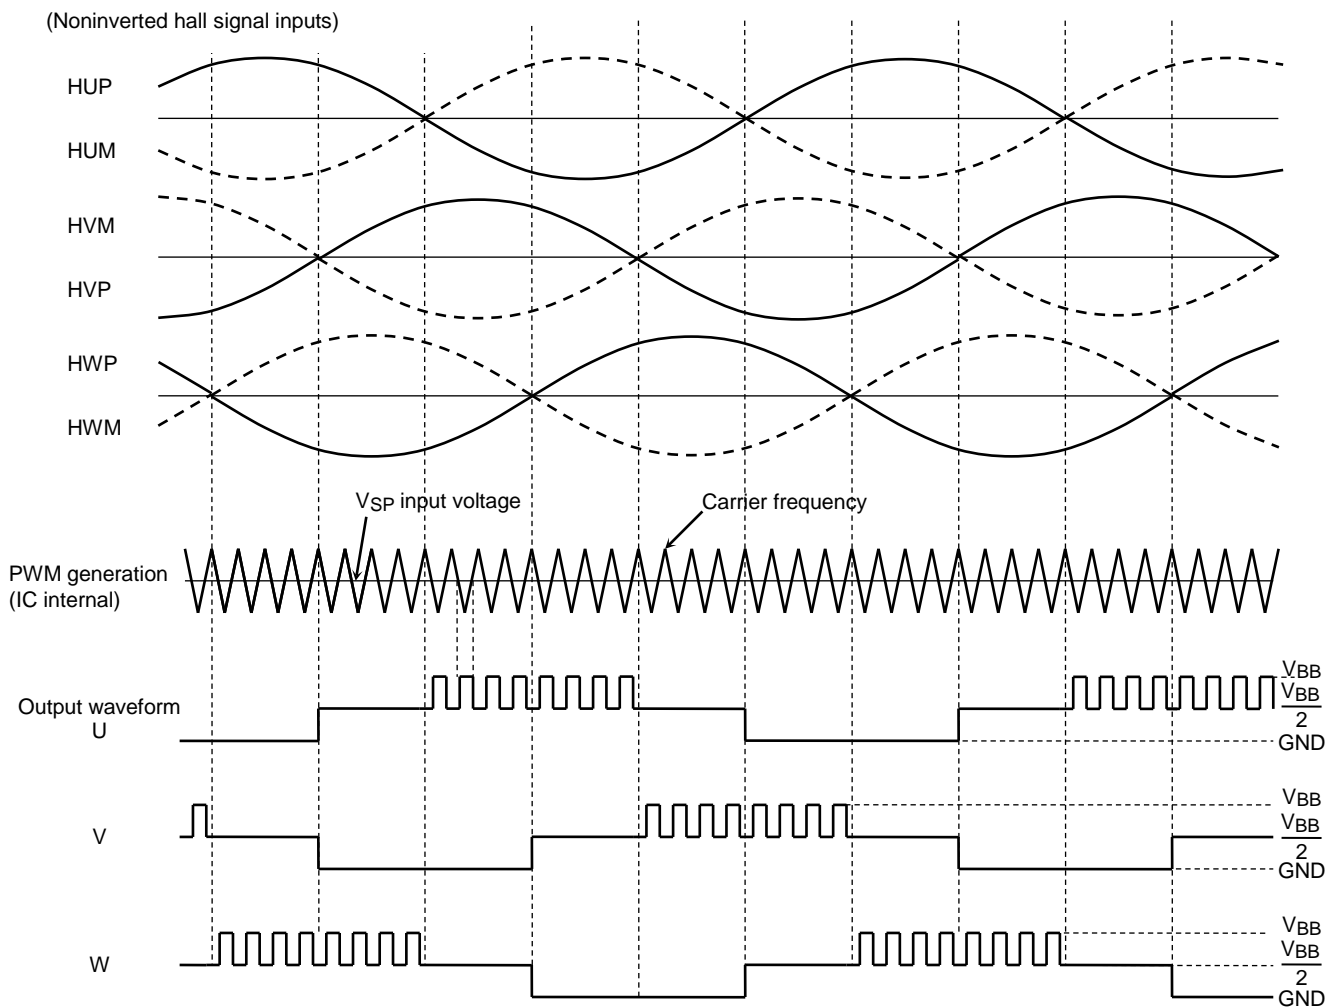 (Noninverted hall signal inputs)
HUP
HUM
HVM
HVP
HWP
HWM
VSP input voltage
Carrier frequency
PWM generation
(IC internal)
Output waveform
U
VBB
VBB
2
GND
V
VBB
VBB
2
GND
W
VBB
VBB
2
GND